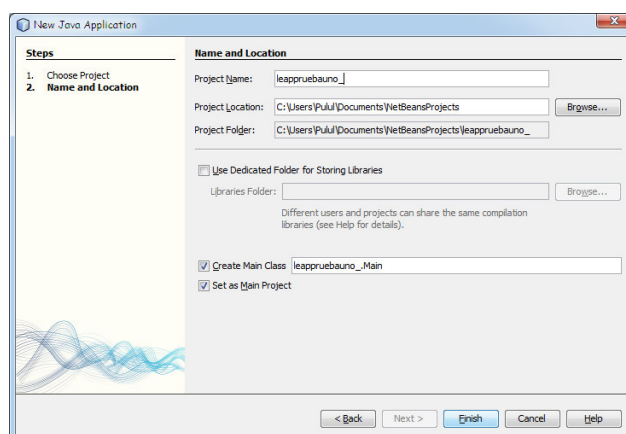 New Java Application
Steps
1. Choose Project
2. Name and Location
Name and Location
Project Name: leappruebauno_
Project Location: C:\Users\Pulul\Documents\NetBeansProjects Browse...
Project Folder: C:\Users\Pulul\Documents\NetBeansProjects\leappruebauno_
Use Dedicated Folder for Storing Libraries
Libraries Folder: Browse...
Different users and projects can share the same compilation
libraries (see Help for details).
Create Main Class leappruebauno_.Main
Set as Main Project
< Back Next > Finish Cancel Help